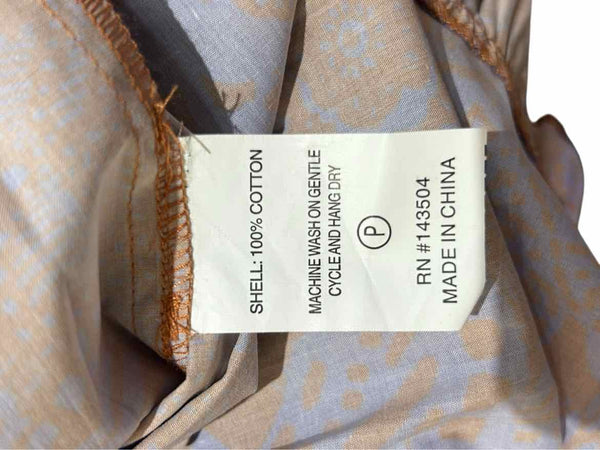 SHELL: 100% COTTON
MACHINE WASH ON GENTLE
CYCLE AND HANG DRY
P
RN #143504
MADE IN CHINA